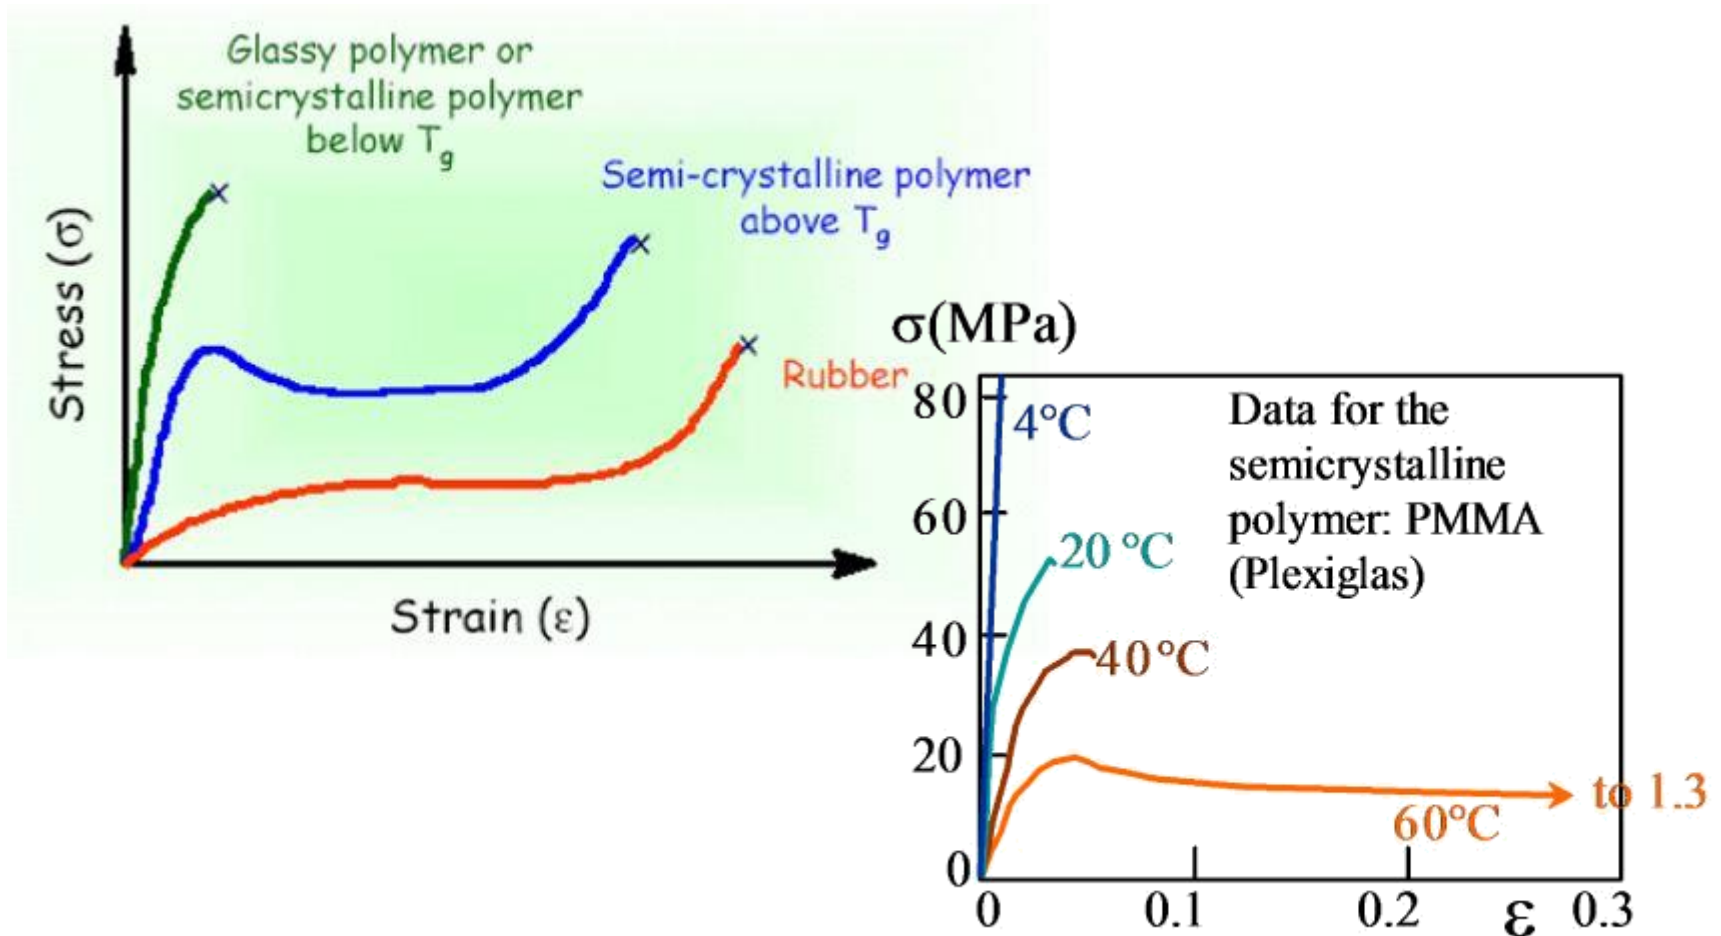 Glassy polymer or
semicrystalline polymer
below Tg
Semi-crystalline polymer
above Tg
Rubber
Stress (σ)
Strain (ε)
σ(MPa)
80
60
40
20
0
4°C
20 °C
40 °C
60°C
to 1.3
Data for the
semicrystalline
polymer: PMMA
(Plexiglas)
0
0.1
0.2
ε
0.3